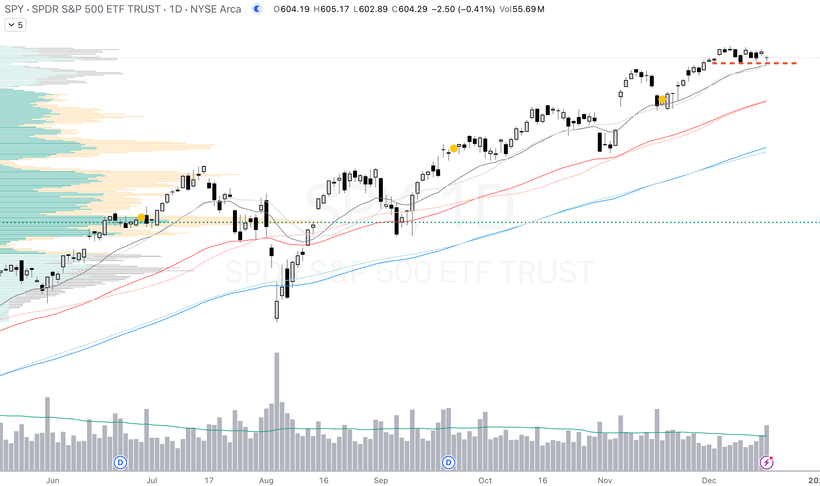 SPY · SPDR S&P 500 ETF TRUST · 1D · NYSE Arca O604.19 H605.17 L602.89 C604.29 −2.50 (−0.41%) Vol55.69M
5
SPY, 1D
SPDR S&P 500 ETF TRUST
D D
Jun Jul 17 Aug 16 Sep Oct 16 Nov Dec 202